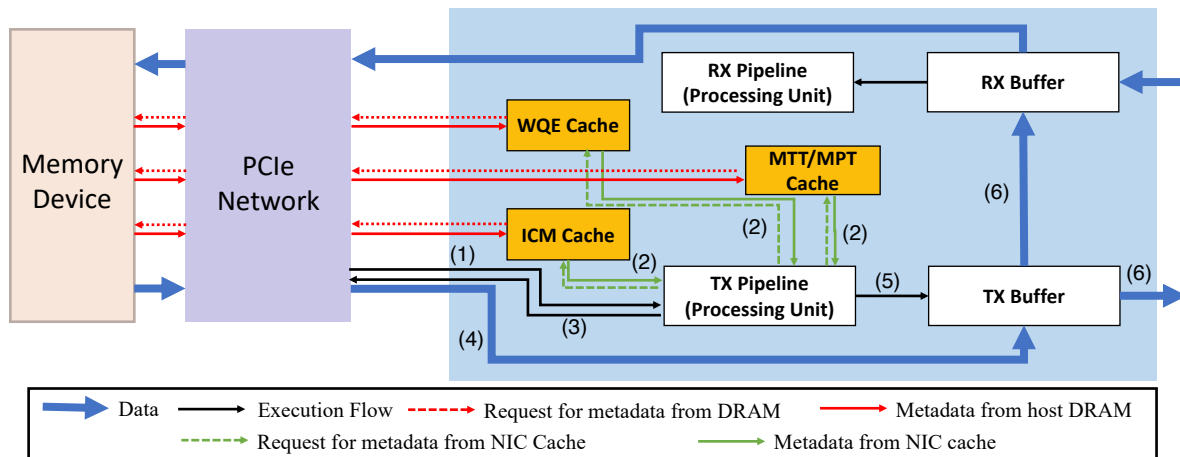 Memory
Device
PCIe
Network
WQE Cache
RX Pipeline
(Processing Unit)
RX Buffer
MTT/MPT
Cache
ICM Cache
(1)
(2)
(2)
(2)
(6)
TX Pipeline
(Processing Unit)
(5)
TX Buffer
(6)
(3)
(4)
Data
Execution Flow
Request for metadata from DRAM
Metadata from host DRAM
Request for metadata from NIC Cache
Metadata from NIC cache